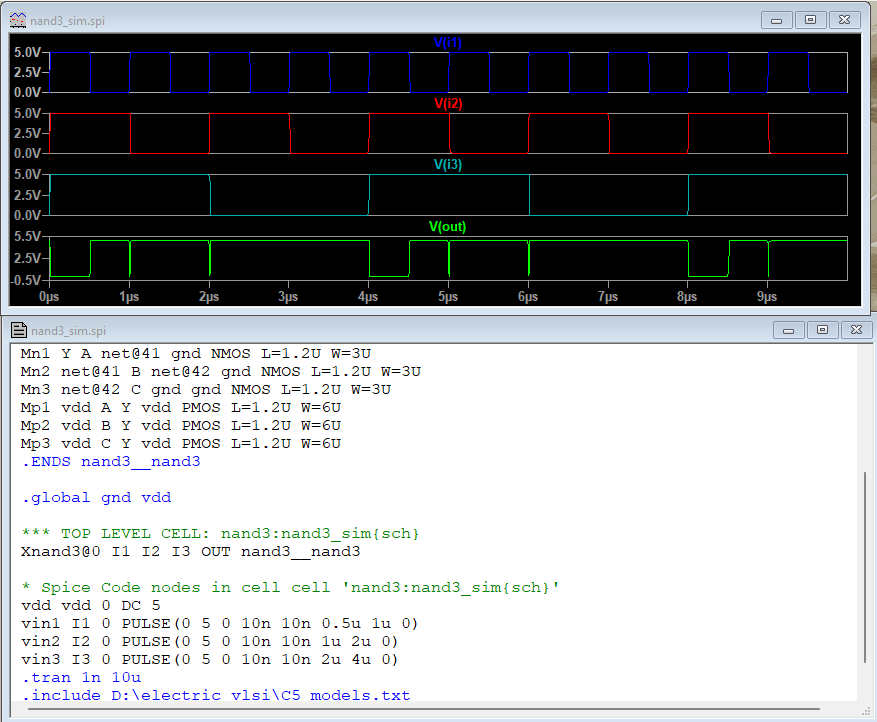 nand3_sim.spi
V(i1)
5.0V
2.5V
0.0V
V(i2)
5.0V
2.5V
0.0V
V(i3)
5.0V
2.5V
0.0V
V(out)
5.5V
2.5V
-0.5V
0µs 1µs 2µs 3µs 4µs 5µs 6µs 7µs 8µs 9µs
nand3_sim.spi
Mn1 Y A net@41 gnd NMOS L=1.2U W=3U
Mn2 net@41 B net@42 gnd NMOS L=1.2U W=3U
Mn3 net@42 C gnd gnd NMOS L=1.2U W=3U
Mp1 vdd A Y vdd PMOS L=1.2U W=6U
Mp2 vdd B Y vdd PMOS L=1.2U W=6U
Mp3 vdd C Y vdd PMOS L=1.2U W=6U
.ENDS nand3__nand3
.global gnd vdd
*** TOP LEVEL CELL: nand3:nand3_sim{sch}
Xnand3@0 I1 I2 I3 OUT nand3__nand3
* Spice Code nodes in cell cell 'nand3:nand3_sim{sch}'
vdd vdd 0 DC 5
vin1 I1 0 PULSE(0 5 0 10n 10n 0.5u 1u 0)
vin2 I2 0 PULSE(0 5 0 10n 10n 1u 2u 0)
vin3 I3 0 PULSE(0 5 0 10n 10n 2u 4u 0)
.tran 1n 10u
.include D:\electric vlsi\C5 models.txt